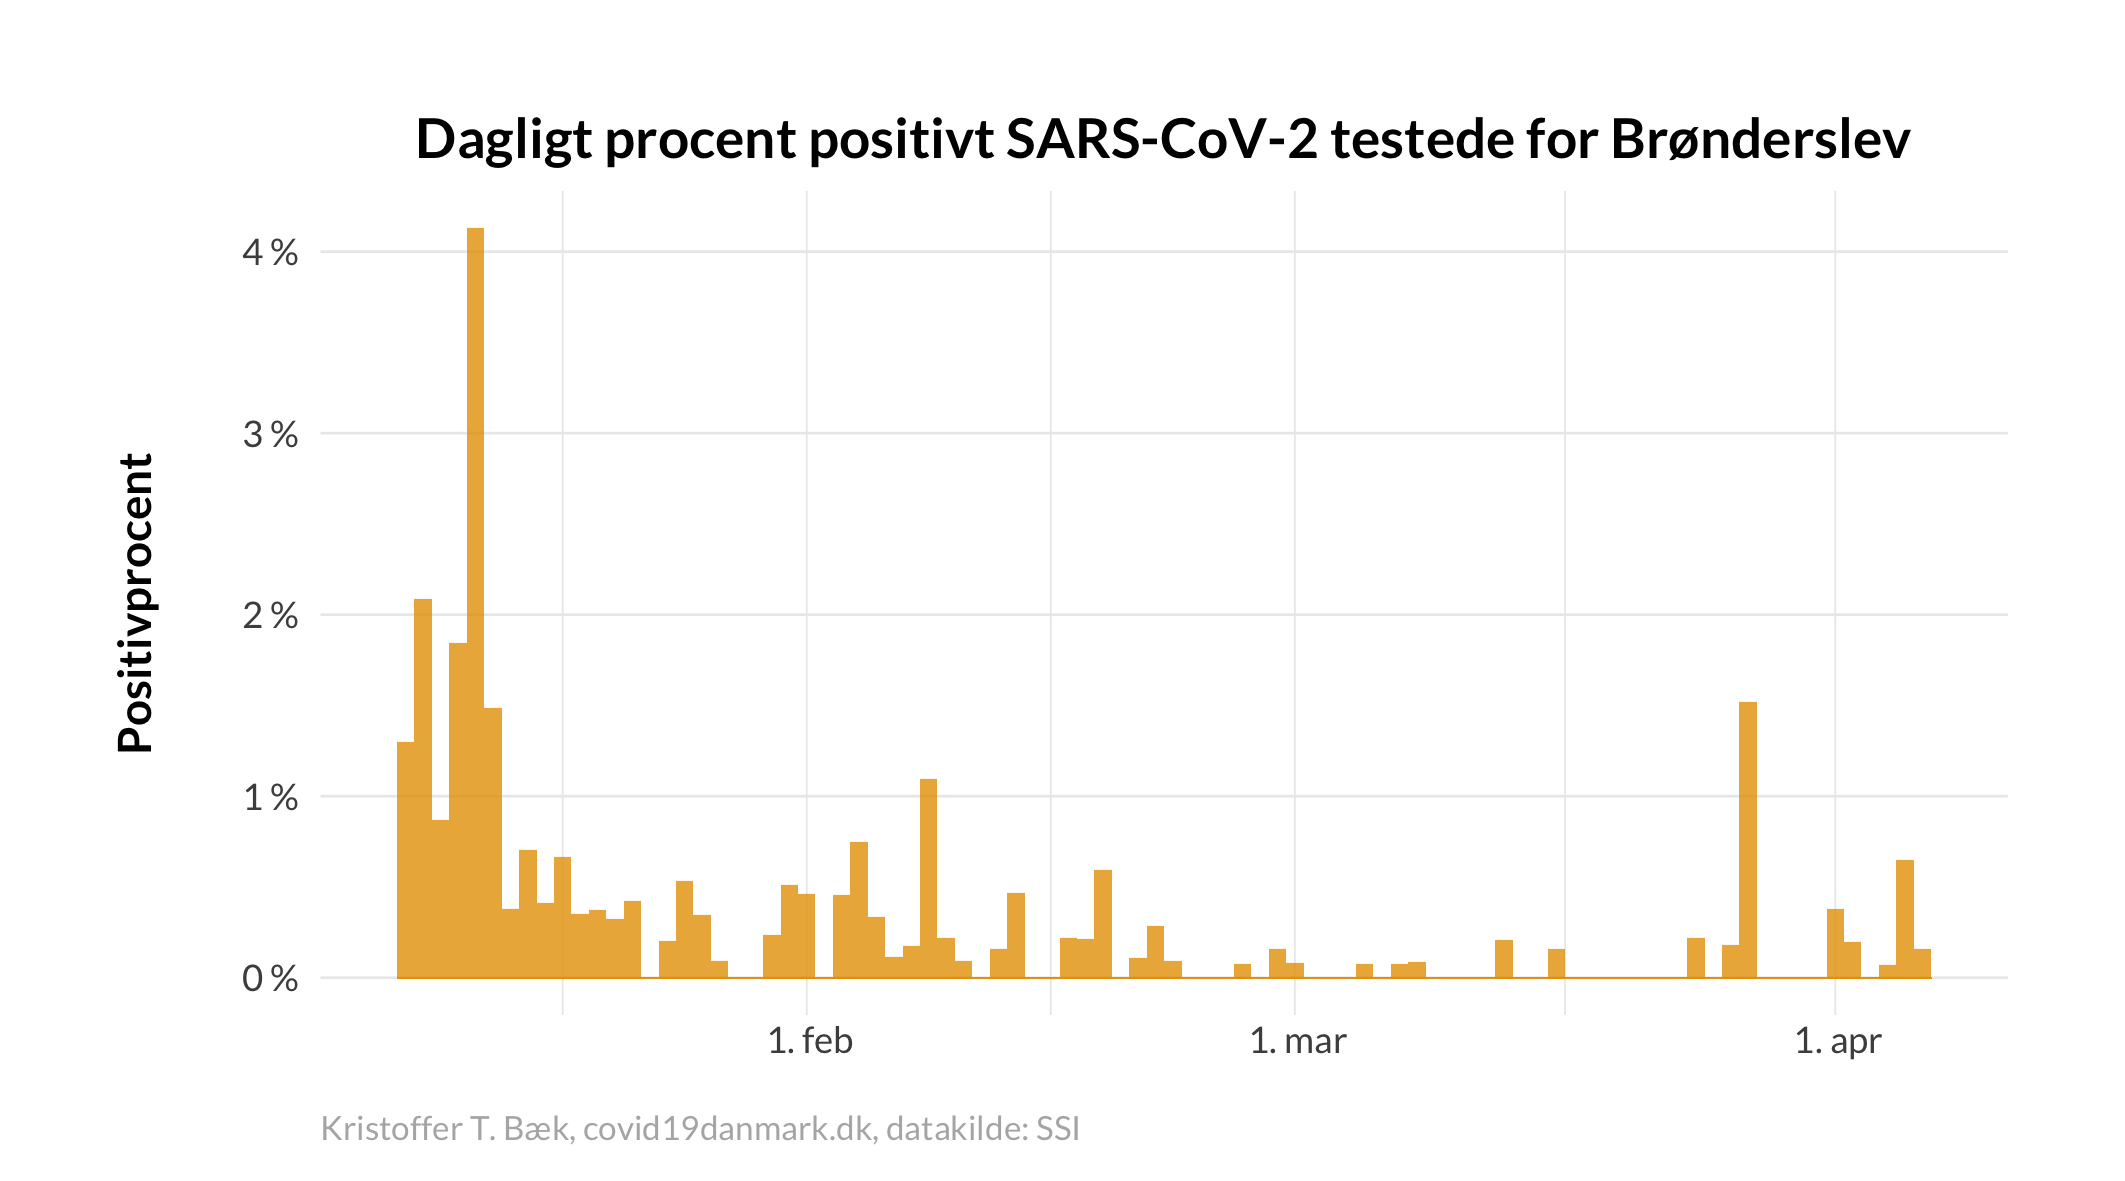 Dagligt procent positivt SARS-CoV-2 testede for Brønderslev
Positivprocent
4 %
3 %
2 %
1 %
0 %
1. feb
1. mar
1. apr
Kristoffer T. Bæk, covid19danmark.dk, datakilde: SSI